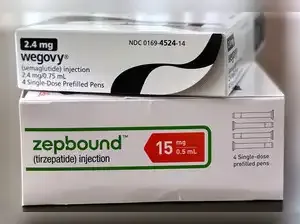 2.4 mg
NDC 0169-4524-14
wegovy®
(semaglutide) injection
2.4 mg/0.75 mL
4 Single-Dose Prefilled Pens
zepbound™
(tirzepatide) injection
15 mg
0.5 mL
4 Single-dose
prefilled pens